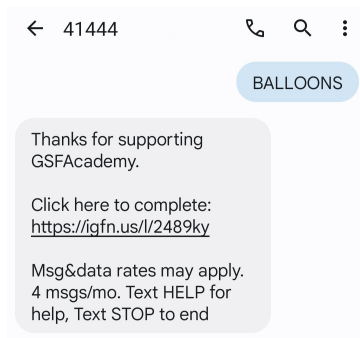 41444
BALLOONS
Thanks for supporting
GSFAcademy.
Click here to complete:
https://igfn.us/l/2489ky
Msg&data rates may apply.
4 msgs/mo. Text HELP for
help, Text STOP to end